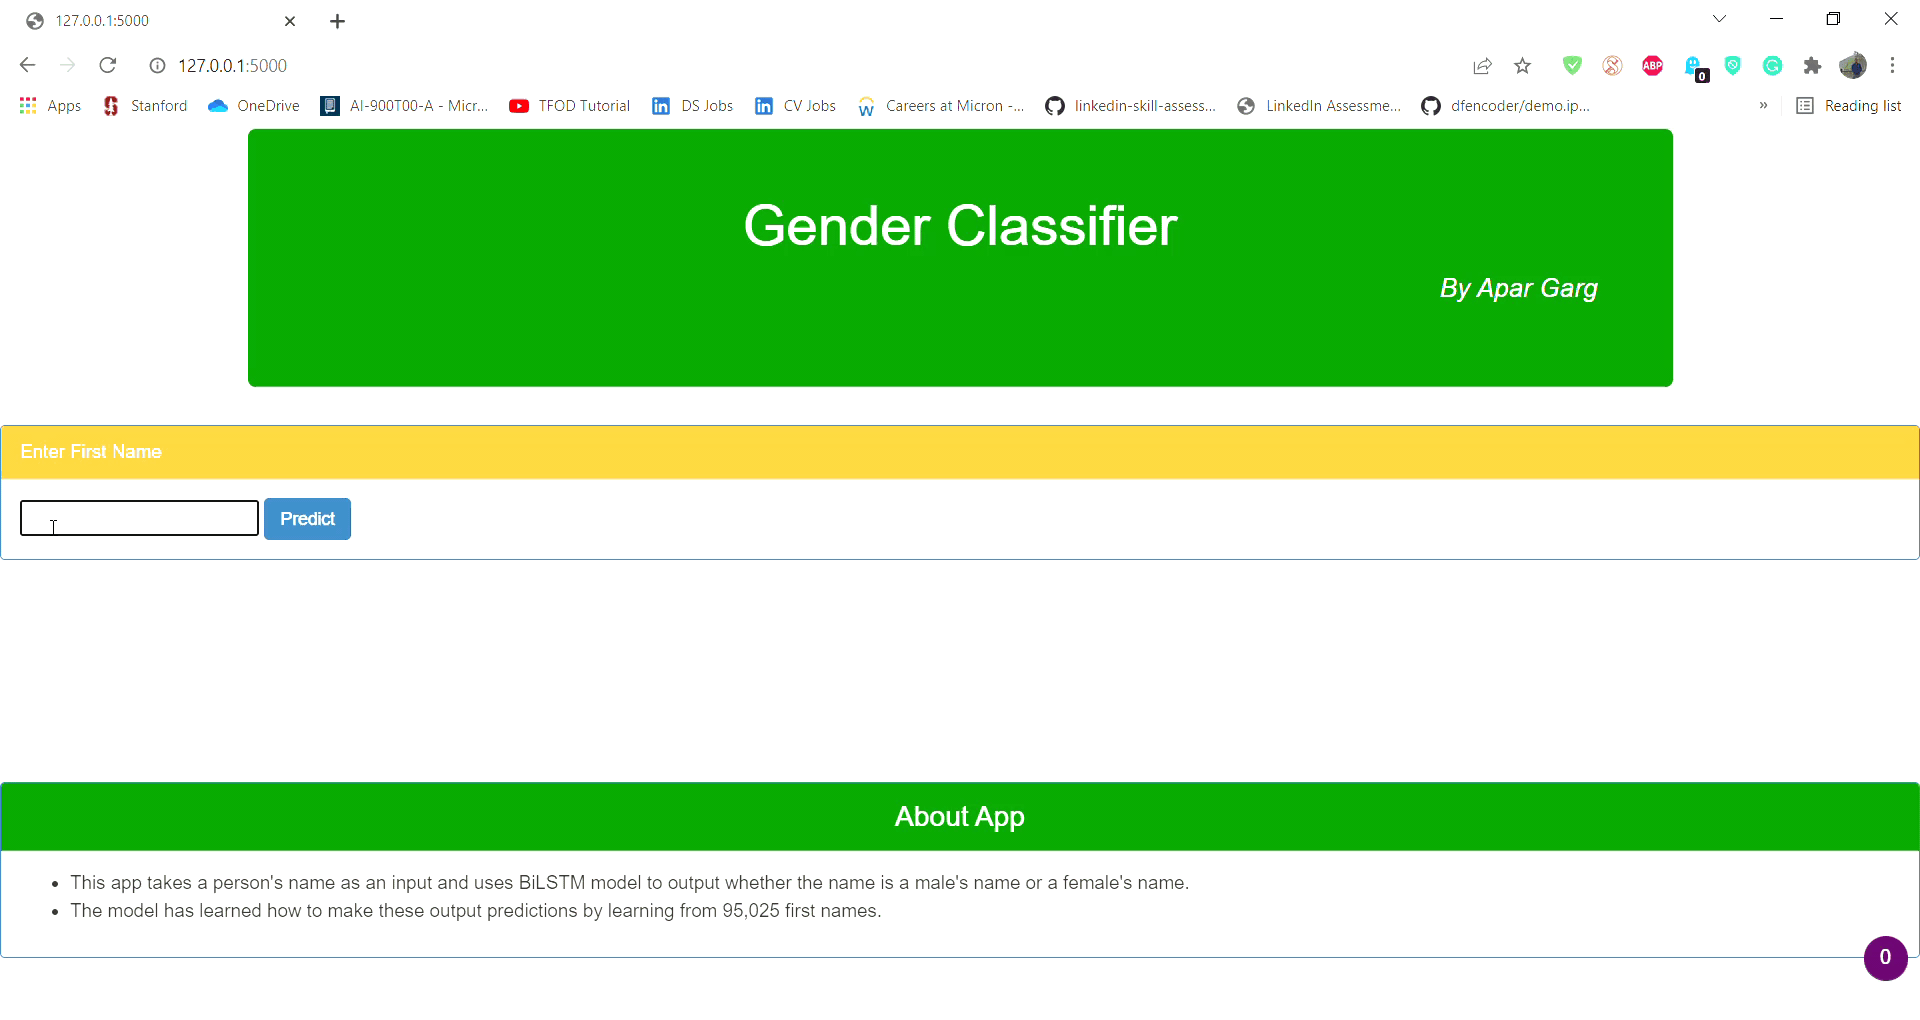 127.0.0.1:5000
127.0.0.1:5000
ABP
0
Apps Stanford OneDrive AI-900T00-A - Micr... TFOD Tutorial in DS Jobs in CV Jobs Careers at Micron -... linkedin-skill-assess... LinkedIn Assessme... dfencoder/demo.ip... » Reading list
Gender Classifier
By Apar Garg
Enter First Name
Predict
About App
• This app takes a person's name as an input and uses BiLSTM model to output whether the name is a male's name or a female's name.
• The model has learned how to make these output predictions by learning from 95,025 first names.
0